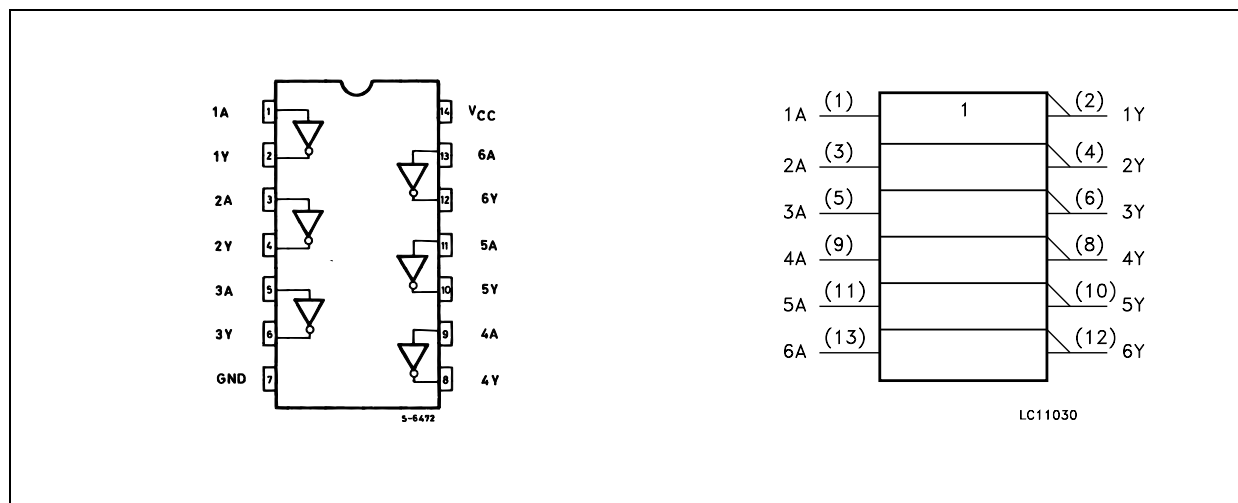 1A 1 14 VCC
1Y 2 13 6A
2A 3 12 6Y
2Y 4 11 5A
3A 5 10 5Y
3Y 6 9 4A
GND 7 8 4Y
S-6472
1A (1) 1 (2) 1Y
2A (3) (4) 2Y
3A (5) (6) 3Y
4A (9) (8) 4Y
5A (11) (10) 5Y
6A (13) (12) 6Y
LC11030